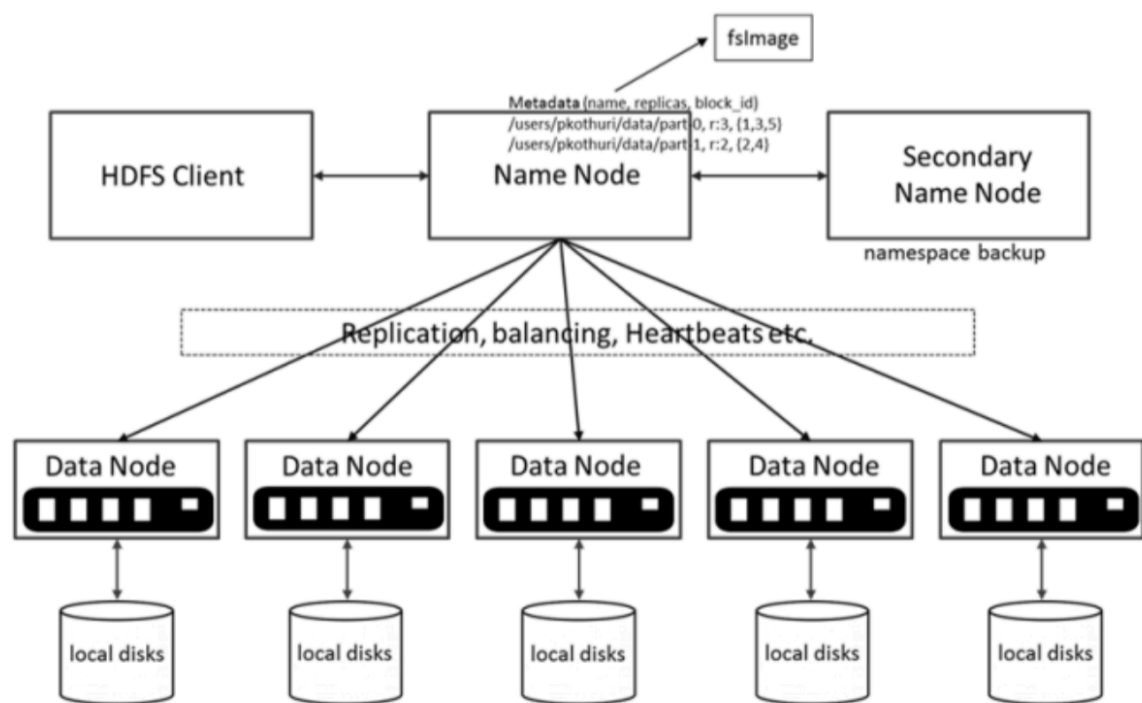 fsImage
Metadata (name, replicas, block_id)
/users/pkothuri/data/part-0, r:3, {1,3,5}
/users/pkothuri/data/part-1, r:2, {2,4}
HDFS Client
Name Node
Secondary
Name Node
namespace backup
Replication, balancing, Heartbeats etc.
Data Node
Data Node
Data Node
Data Node
Data Node
local disks
local disks
local disks
local disks
local disks